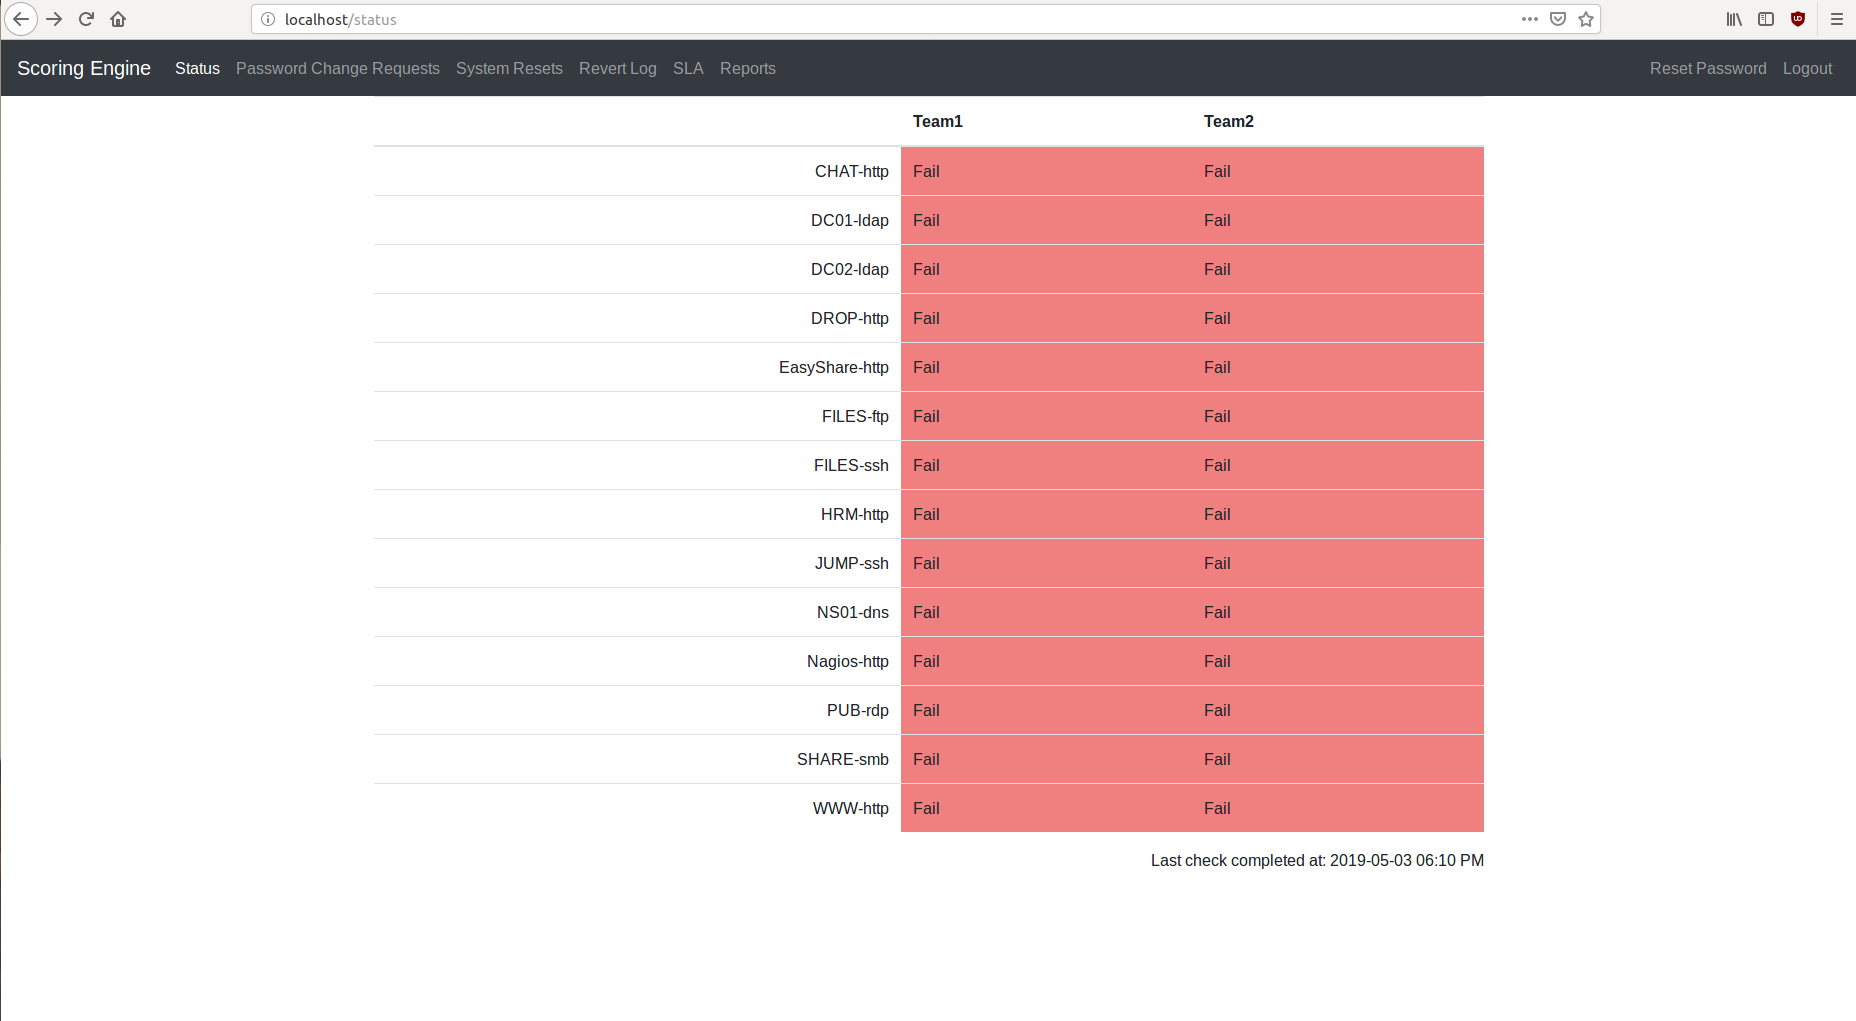 localhost/status
Scoring Engine Status Password Change Requests System Resets Revert Log SLA Reports Reset Password Logout
Team1 Team2
CHAT-http Fail Fail
DC01-ldap Fail Fail
DC02-ldap Fail Fail
DROP-http Fail Fail
EasyShare-http Fail Fail
FILES-ftp Fail Fail
FILES-ssh Fail Fail
HRM-http Fail Fail
JUMP-ssh Fail Fail
NS01-dns Fail Fail
Nagios-http Fail Fail
PUB-rdp Fail Fail
SHARE-smb Fail Fail
WWW-http Fail Fail
Last check completed at: 2019-05-03 06:10 PM